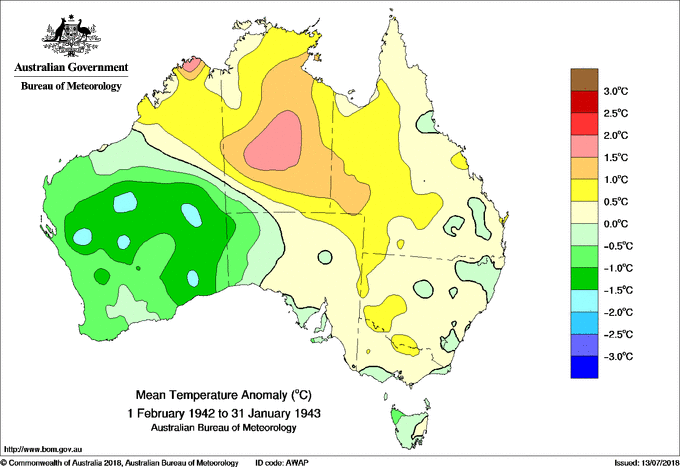 Australian Government
Bureau of Meteorology
3.0°C
2.5°C
2.0°C
1.5°C
1.0°C
0.5°C
0.0°C
−0.5°C
−1.0°C
−1.5°C
−2.0°C
−2.5°C
−3.0°C
Mean Temperature Anomaly (°C)
1 February 1942 to 31 January 1943
Australian Bureau of Meteorology
http://www.bom.gov.au
© Commonwealth of Australia 2018, Australian Bureau of Meteorology ID code: AWAP Issued: 13/07/2018